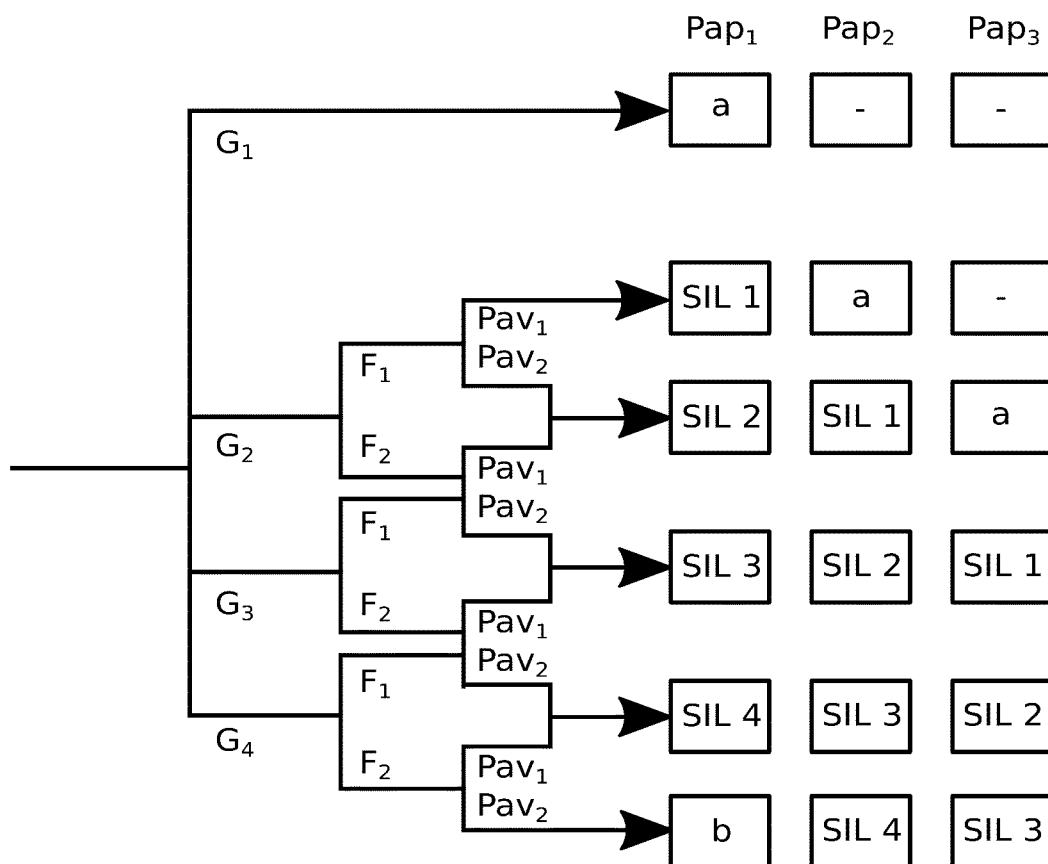 Pap₁ Pap₂ Pap₃
a - -
G₁
SIL 1 a -
Pav₁
Pav₂
F₁
SIL 2 SIL 1 a
G₂
F₂
Pav₁
Pav₂
F₁
SIL 3 SIL 2 SIL 1
G₃
F₂
Pav₁
Pav₂
F₁
SIL 4 SIL 3 SIL 2
G₄
F₂
Pav₁
Pav₂
b SIL 4 SIL 3